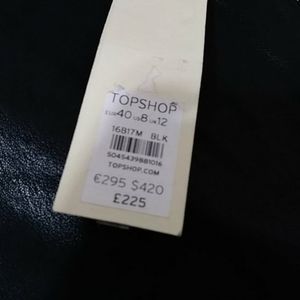 TOPSHOP
EUR 40 US 8 UK 12
16B17M BLK
5045439881016
TOPSHOP.COM
€295 $420
£225